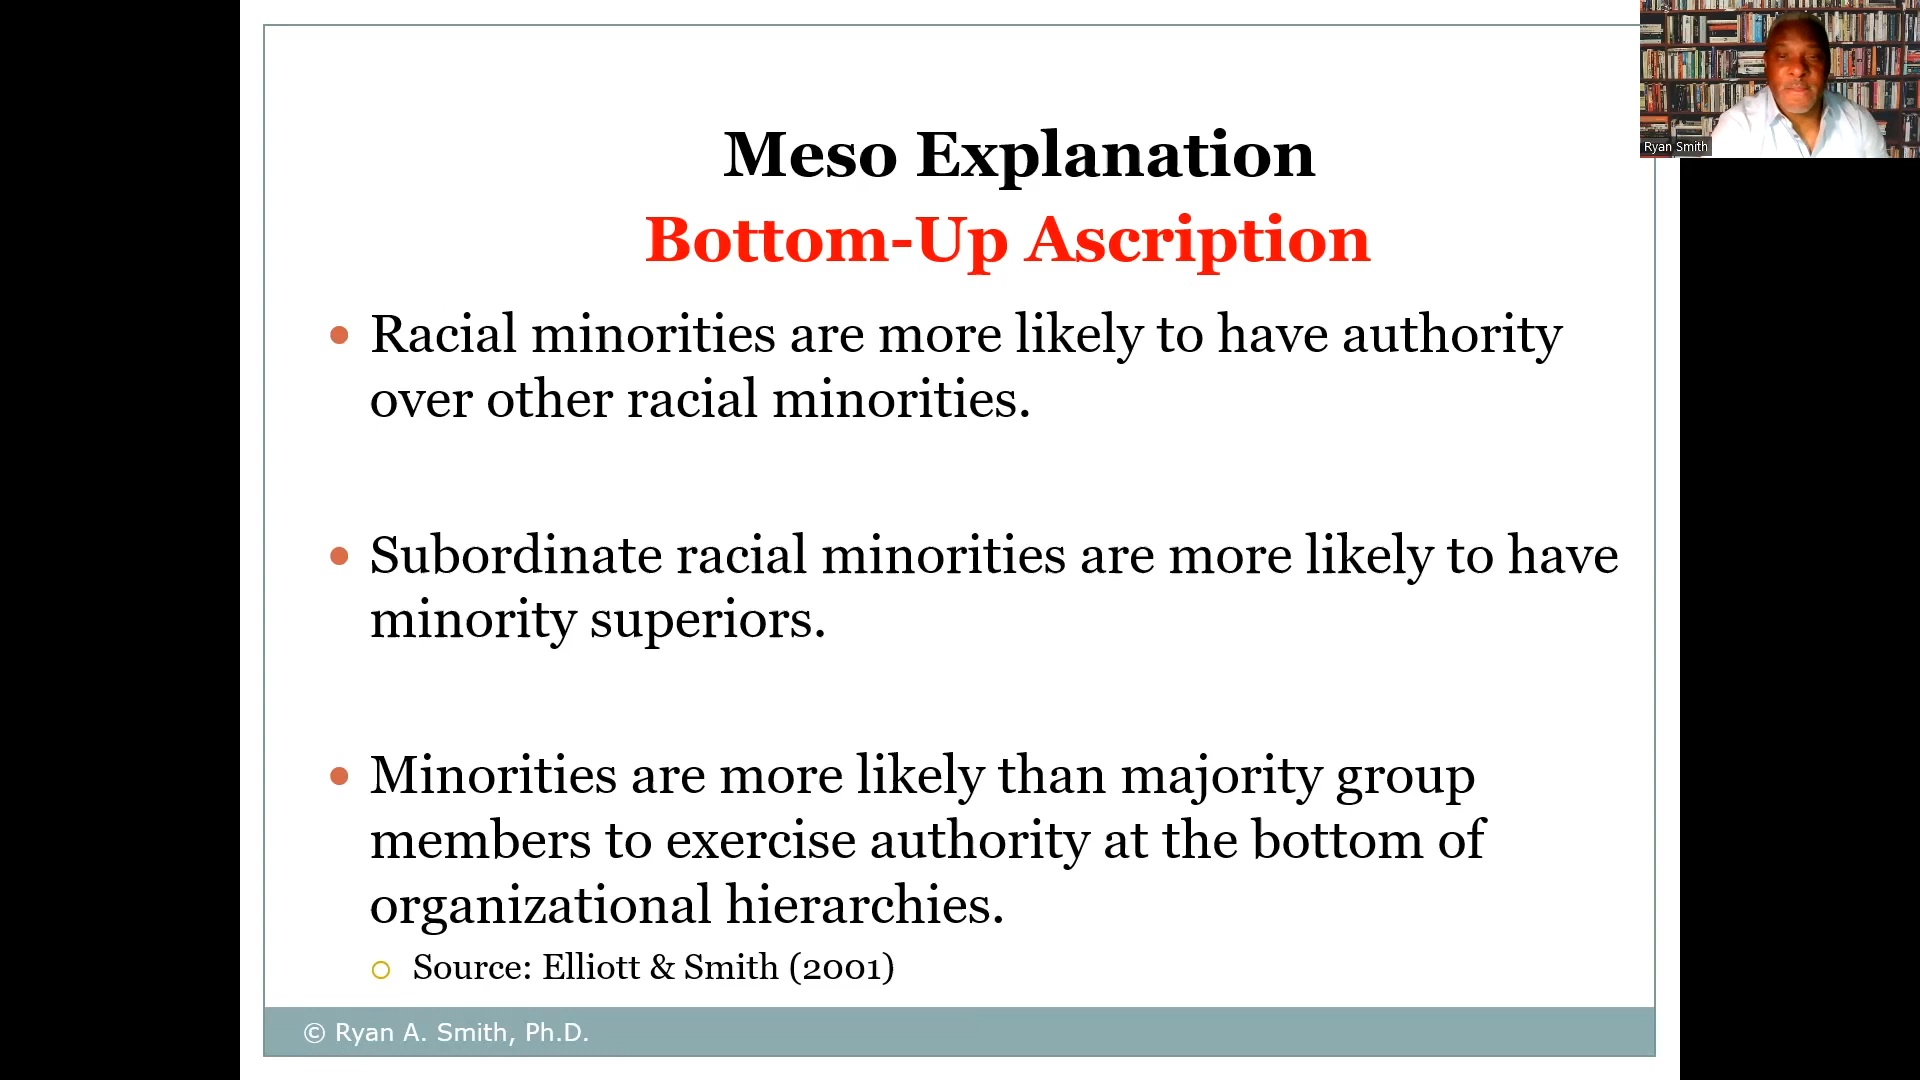 Meso Explanation
Bottom-Up Ascription
Racial minorities are more likely to have authority
over other racial minorities.
Subordinate racial minorities are more likely to have
minority superiors.
Minorities are more likely than majority group
members to exercise authority at the bottom of
organizational hierarchies.
Source: Elliott & Smith (2001)
© Ryan A. Smith, Ph.D.
Ryan Smith